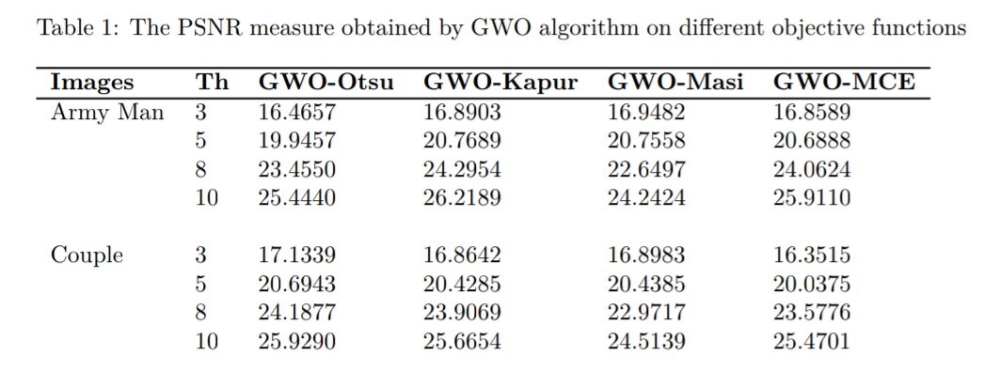 Table 1: The PSNR measure obtained by GWO algorithm on different objective functions
Images Th GWO-Otsu GWO-Kapur GWO-Masi GWO-MCE
Army Man 3 16.4657 16.8903 16.9482 16.8589
5 19.9457 20.7689 20.7558 20.6888
8 23.4550 24.2954 22.6497 24.0624
10 25.4440 26.2189 24.2424 25.9110
Couple 3 17.1339 16.8642 16.8983 16.3515
5 20.6943 20.4285 20.4385 20.0375
8 24.1877 23.9069 22.9717 23.5776
10 25.9290 25.6654 24.5139 25.4701